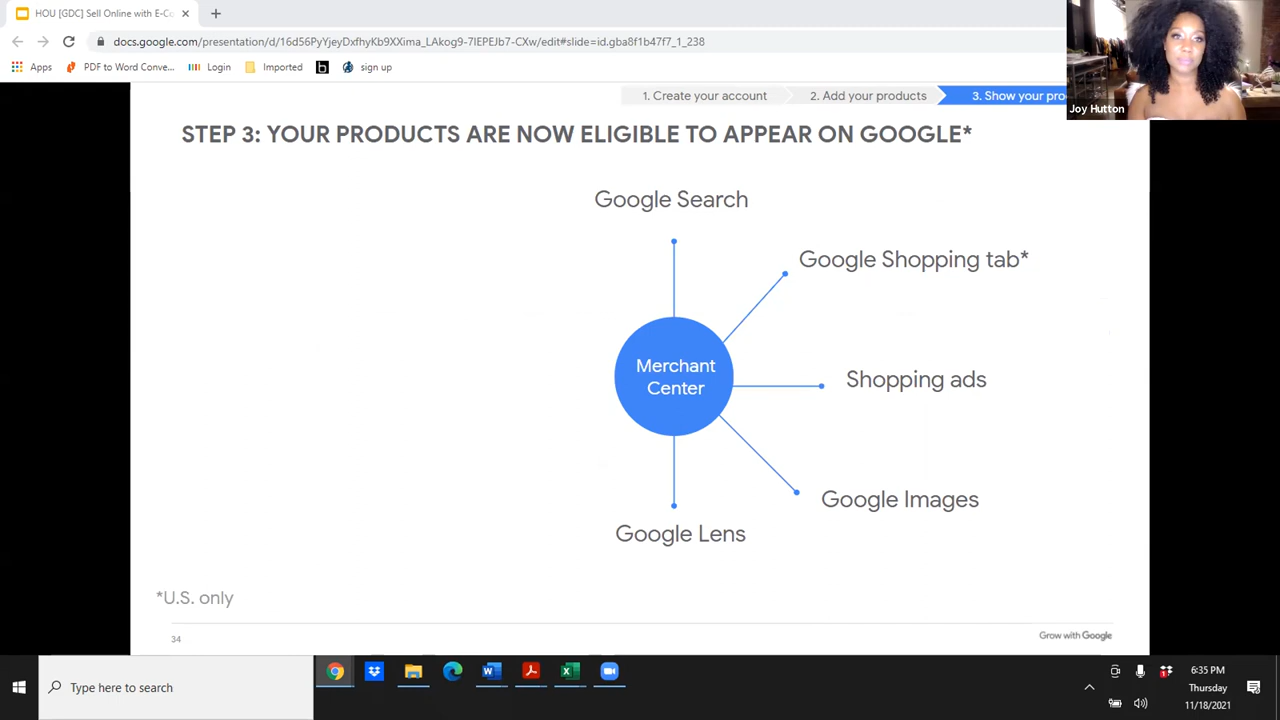 HOU [GDC] Sell Online with E-Co
docs.google.com/presentation/d/16d56PyYjeyDxfhyKb9XXima_LAkog9-7lEPEJb7-CXw/edit#slide=id.gba8f1b47f7_1_238
Apps PDF to Word Conve... Login Imported b sign up
Joy Hutton
1. Create your account 2. Add your products 3. Show your pro
STEP 3: YOUR PRODUCTS ARE NOW ELIGIBLE TO APPEAR ON GOOGLE*
Google Search
Google Shopping tab*
Merchant
Center
Shopping ads
Google Images
Google Lens
*U.S. only
34
Grow with Google
Type here to search
6:35 PM
Thursday
11/18/2021